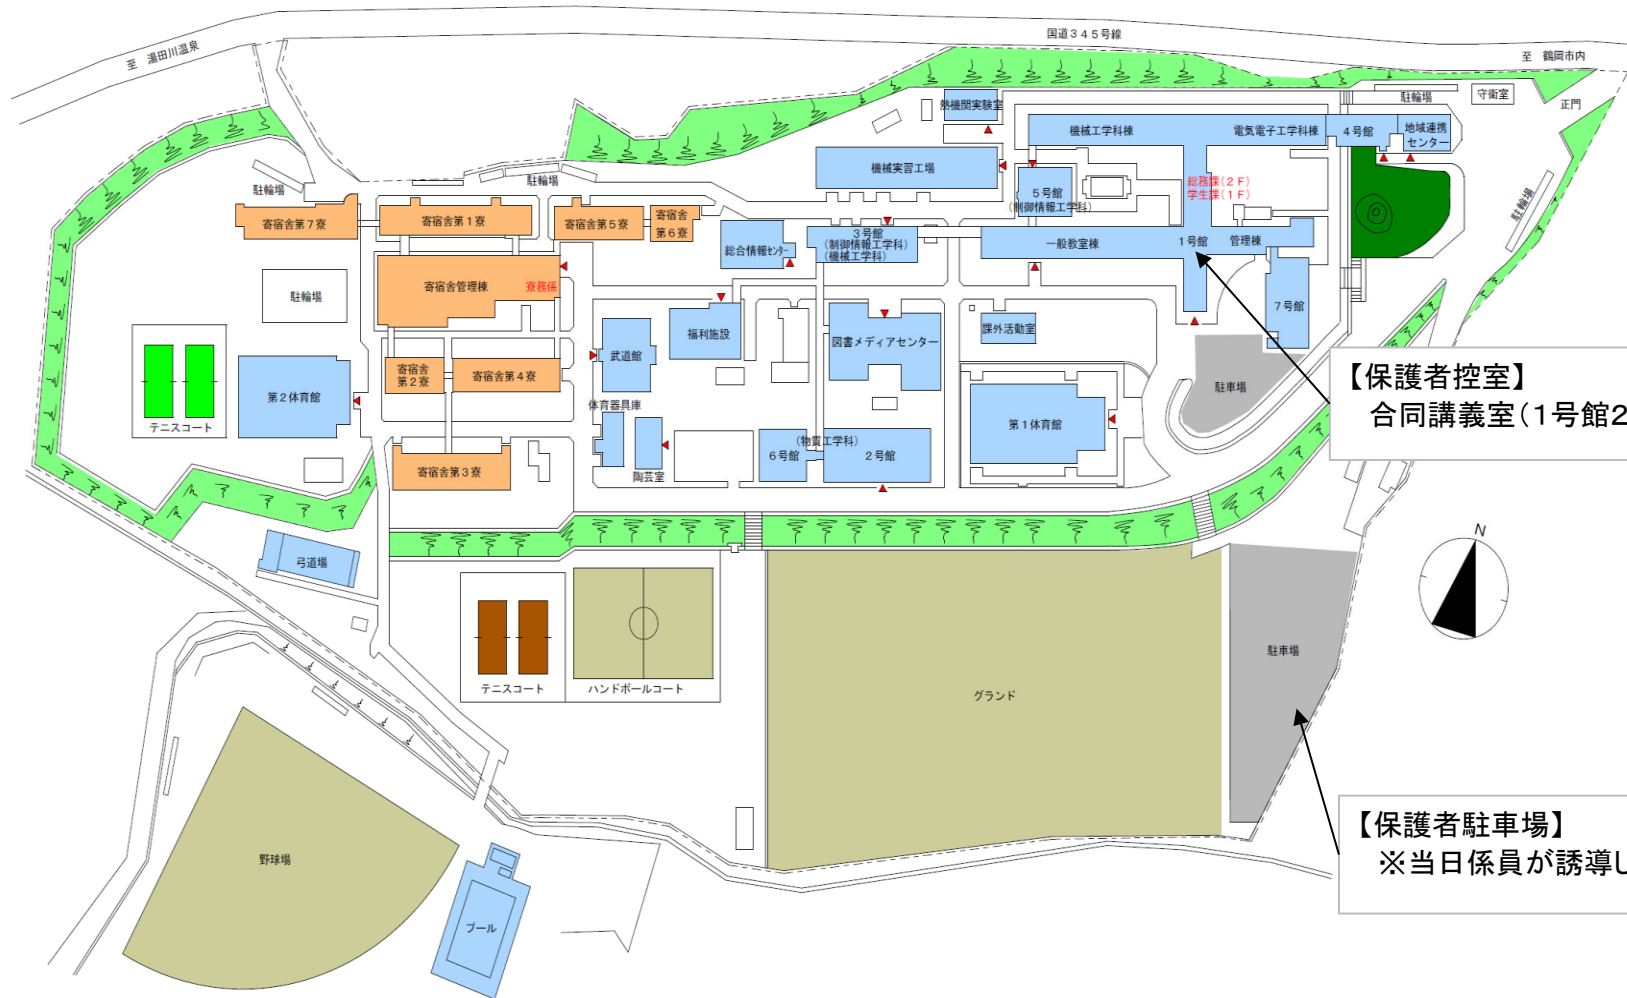 国道345号線
至 湯田川温泉
至 鶴岡市内
正門
守衛室
駐輪場
熱機関実験室
機械工学科棟
電気電子工学科棟
4号館
地域連携
センター
機械実習工場
5号館
(制御情報工学科)
総務課(2F)
学生課(1F)
駐輪場
駐輪場
駐輪場
寄宿舎第7寮
寄宿舎第1寮
寄宿舎第5寮
寄宿舎
第6寮
総合情報センター
3号館
(制御情報工学科)
(機械工学科)
一般教室棟
1号館
管理棟
7号館
寄宿舎管理棟
寮務係
駐輪場
福利施設
武道館
図書メディアセンター
課外活動室
駐車場
【保護者控室】
合同講義室(1号館2
寄宿舎
第2寮
寄宿舎第4寮
第2体育館
テニスコート
体育器具庫
陶芸室
寄宿舎第3寮
(物質工学科)
6号館
2号館
第1体育館
弓道場
N
テニスコート
ハンドボールコート
グランド
駐車場
【保護者駐車場】
※当日係員が誘導し
野球場
プール